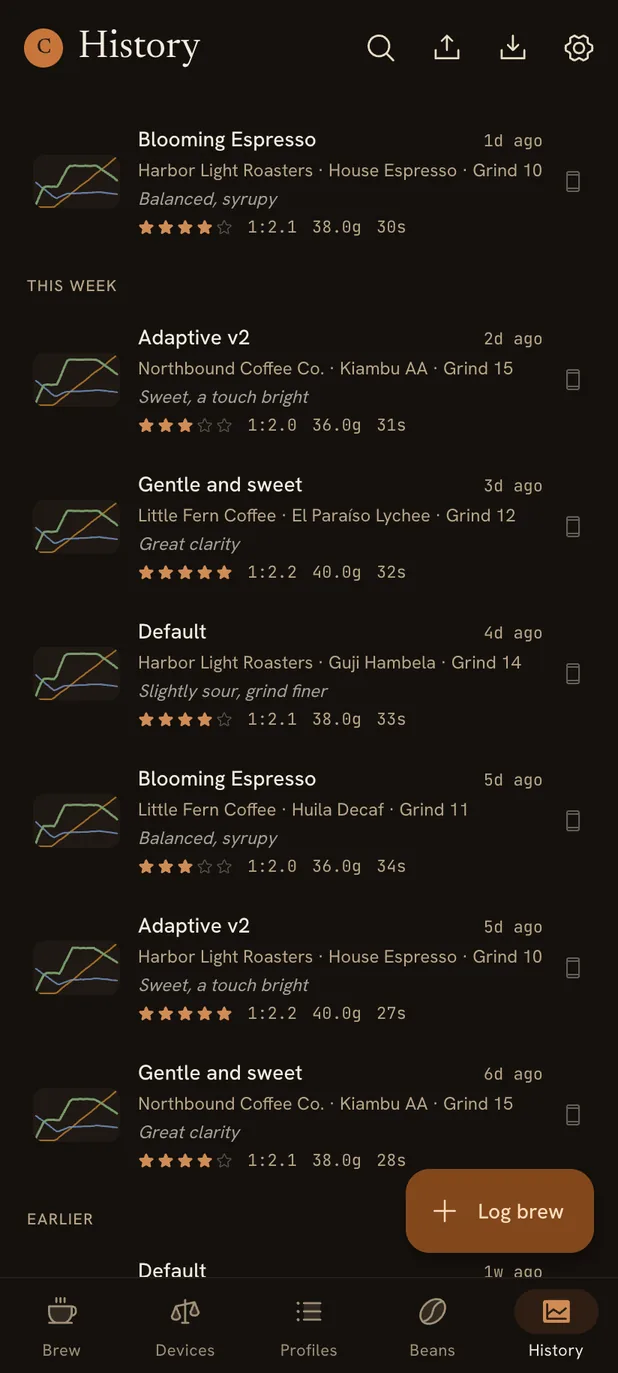 C History
Blooming Espresso 1d ago
Harbor Light Roasters · House Espresso · Grind 10
Balanced, syrupy
1:2.1 38.0g 30s
THIS WEEK
Adaptive v2 2d ago
Northbound Coffee Co. · Kiambu AA · Grind 15
Sweet, a touch bright
1:2.0 36.0g 31s
Gentle and sweet 3d ago
Little Fern Coffee · El Paraíso Lychee · Grind 12
Great clarity
1:2.2 40.0g 32s
Default 4d ago
Harbor Light Roasters · Guji Hambela · Grind 14
Slightly sour, grind finer
1:2.1 38.0g 33s
Blooming Espresso 5d ago
Little Fern Coffee · Huila Decaf · Grind 11
Balanced, syrupy
1:2.0 36.0g 34s
Adaptive v2 5d ago
Harbor Light Roasters · House Espresso · Grind 10
Sweet, a touch bright
1:2.2 40.0g 27s
Gentle and sweet 6d ago
Northbound Coffee Co. · Kiambu AA · Grind 15
Great clarity
1:2.1 38.0g 28s
Log brew
EARLIER
Default 1w ago
Brew Devices Profiles Beans History